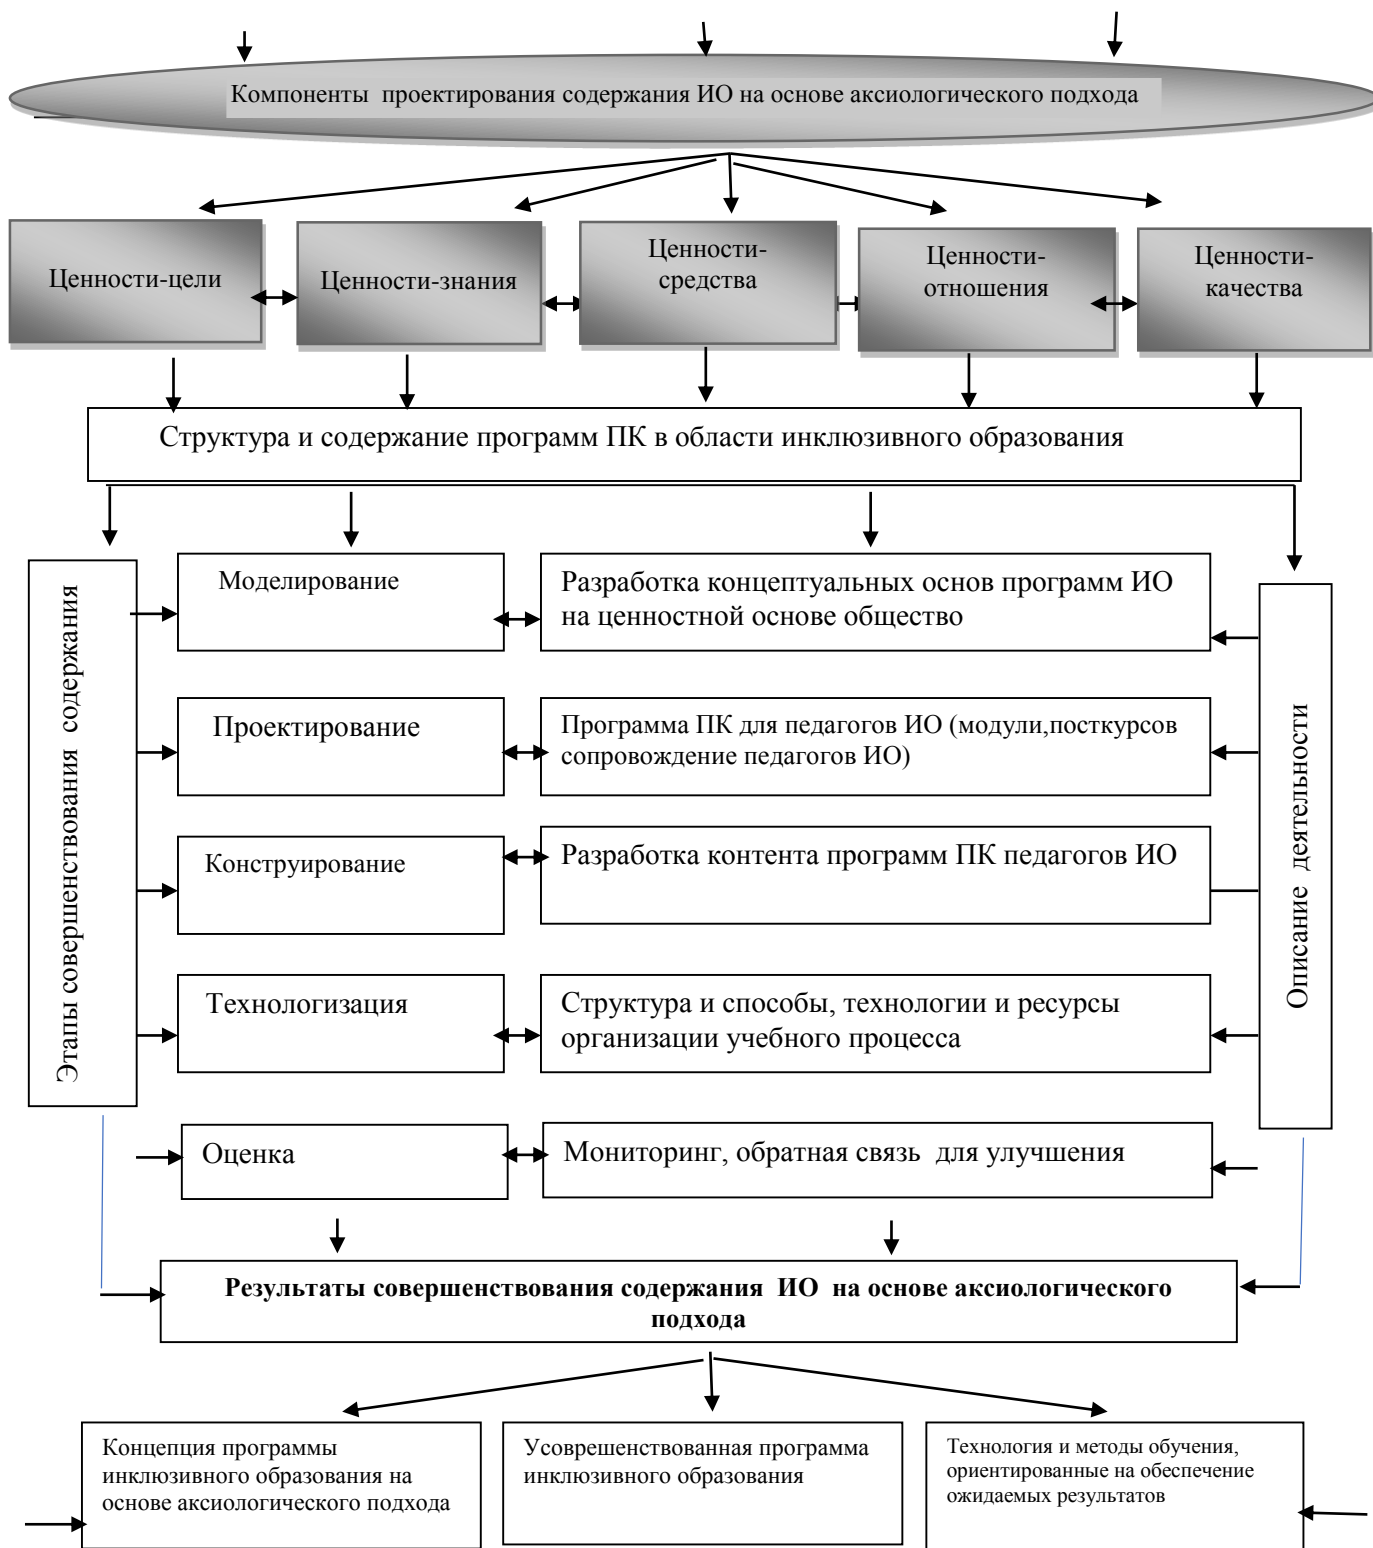 Компоненты проектирования содержания ИО на основе аксиологического подхода
Ценности-цели
Ценности-знания
Ценности-
средства
Ценности-
отношения
Ценности-
качества
Структура и содержание программ ПК в области инклюзивного образования
Этапы совершенствования содержания
Моделирование
Разработка концептуальных основ программ ИО
на ценностной основе общество
Проектирование
Программа ПК для педагогов ИО (модули,посткурсов
сопровождение педагогов ИО)
Конструирование
Разработка контента программ ПК педагогов ИО
Технологизация
Структура и способы, технологии и ресурсы
организации учебного процесса
Оценка
Мониторинг, обратная связь для улучшения
Описание деятельности
Результаты совершенствования содержания ИО на основе аксиологического
подхода
Концепция программы
инклюзивного образования на
основе аксиологического подхода
Усоврешенствованная программа
инклюзивного образования
Технология и методы обучения,
ориентированные на обеспечение
ожидаемых результатов